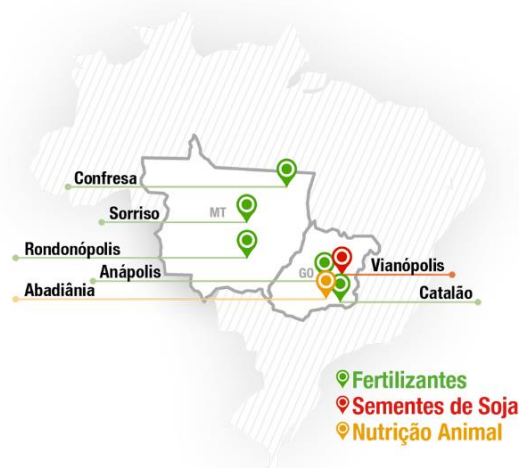 Confresa
Sorriso
MT
Rondonópolis
Anápolis
GO
Vianópolis
Abadiânia
Catalão
Fertilizantes
Sementes de Soja
Nutrição Animal